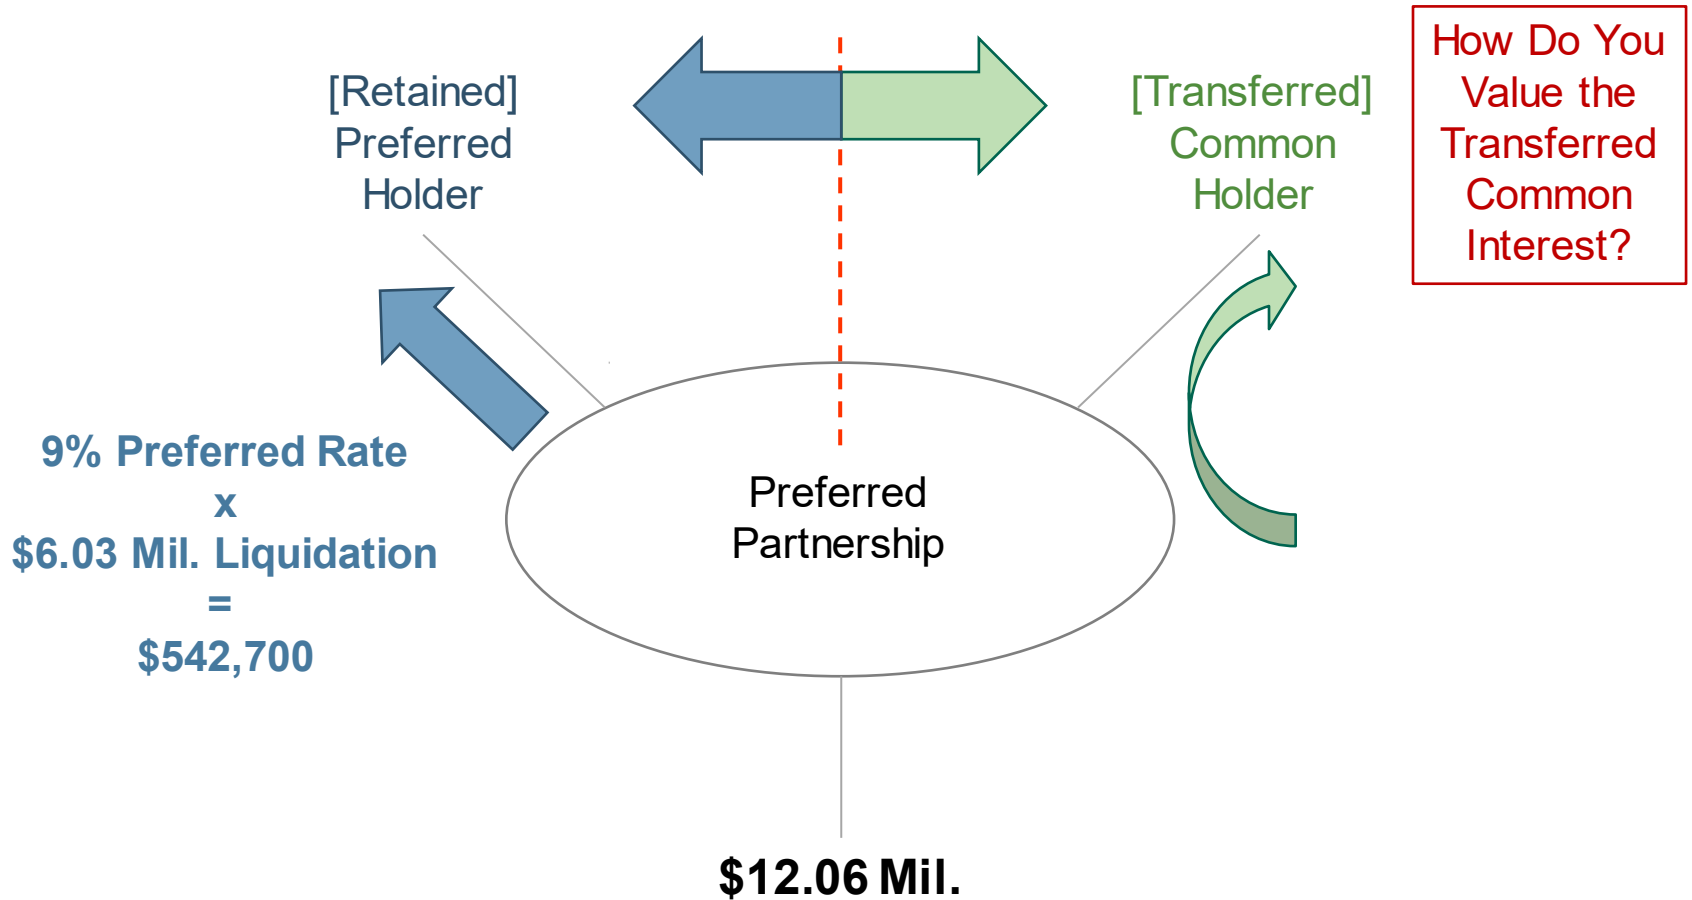 [Retained]
Preferred
Holder
[Transferred]
Common
Holder
How Do You
Value the
Transferred
Common
Interest?
9% Preferred Rate
x
$6.03 Mil. Liquidation
=
$542,700
Preferred
Partnership
$12.06 Mil.